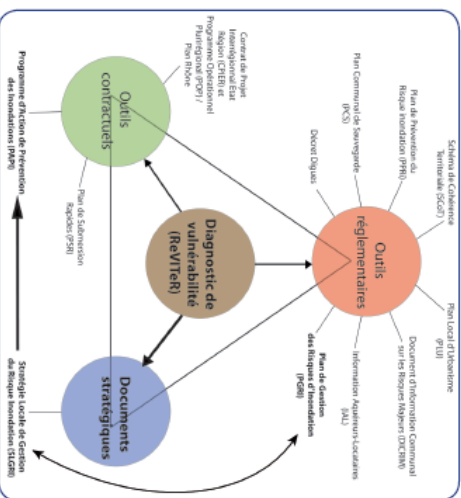 Schéma de Cohérence
Territoriale (SCoT)
Plan Local d'Urbanisme
(PLU)
Plan de Prévention du
Risque inondation (PPRI)
Document d'Information Communal
sur les Risques Majeurs (DICRIM)
Plan Communal de Sauvegarde
(PCS)
Outils
réglementaires
Information Aquéreurs-Locataires
(IAL)
Décret Digues
Plan de Gestion
des Risques d'Inondation
(PGRI)
Contrat de Projet
Interrégionnal État
Région (CPIER) et
Programme Opérationnel
Plurirégional (POP) /
Plan Rhône
Diagnostic de
vulnérabilité
(ReVITeR)
Outils
contractuels
Documents
stratégiques
Plan de Submersion
Rapides (PSR)
Programme d'Action de Prévention
des Inondations (PAPI)
Stratégie Locale de Gestion
du Risque Inondation (SLGRI)